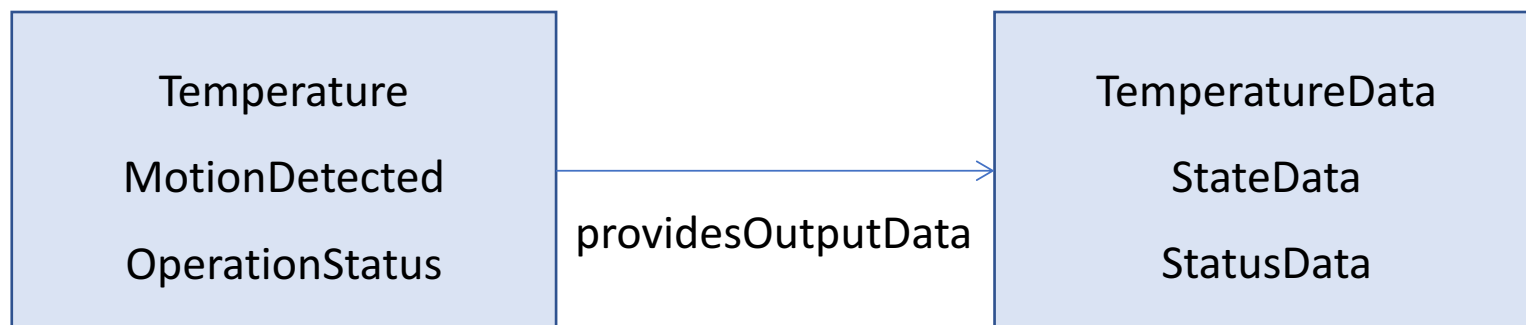 Temperature
MotionDetected
OperationStatus
providesOutputData
TemperatureData
StateData
StatusData